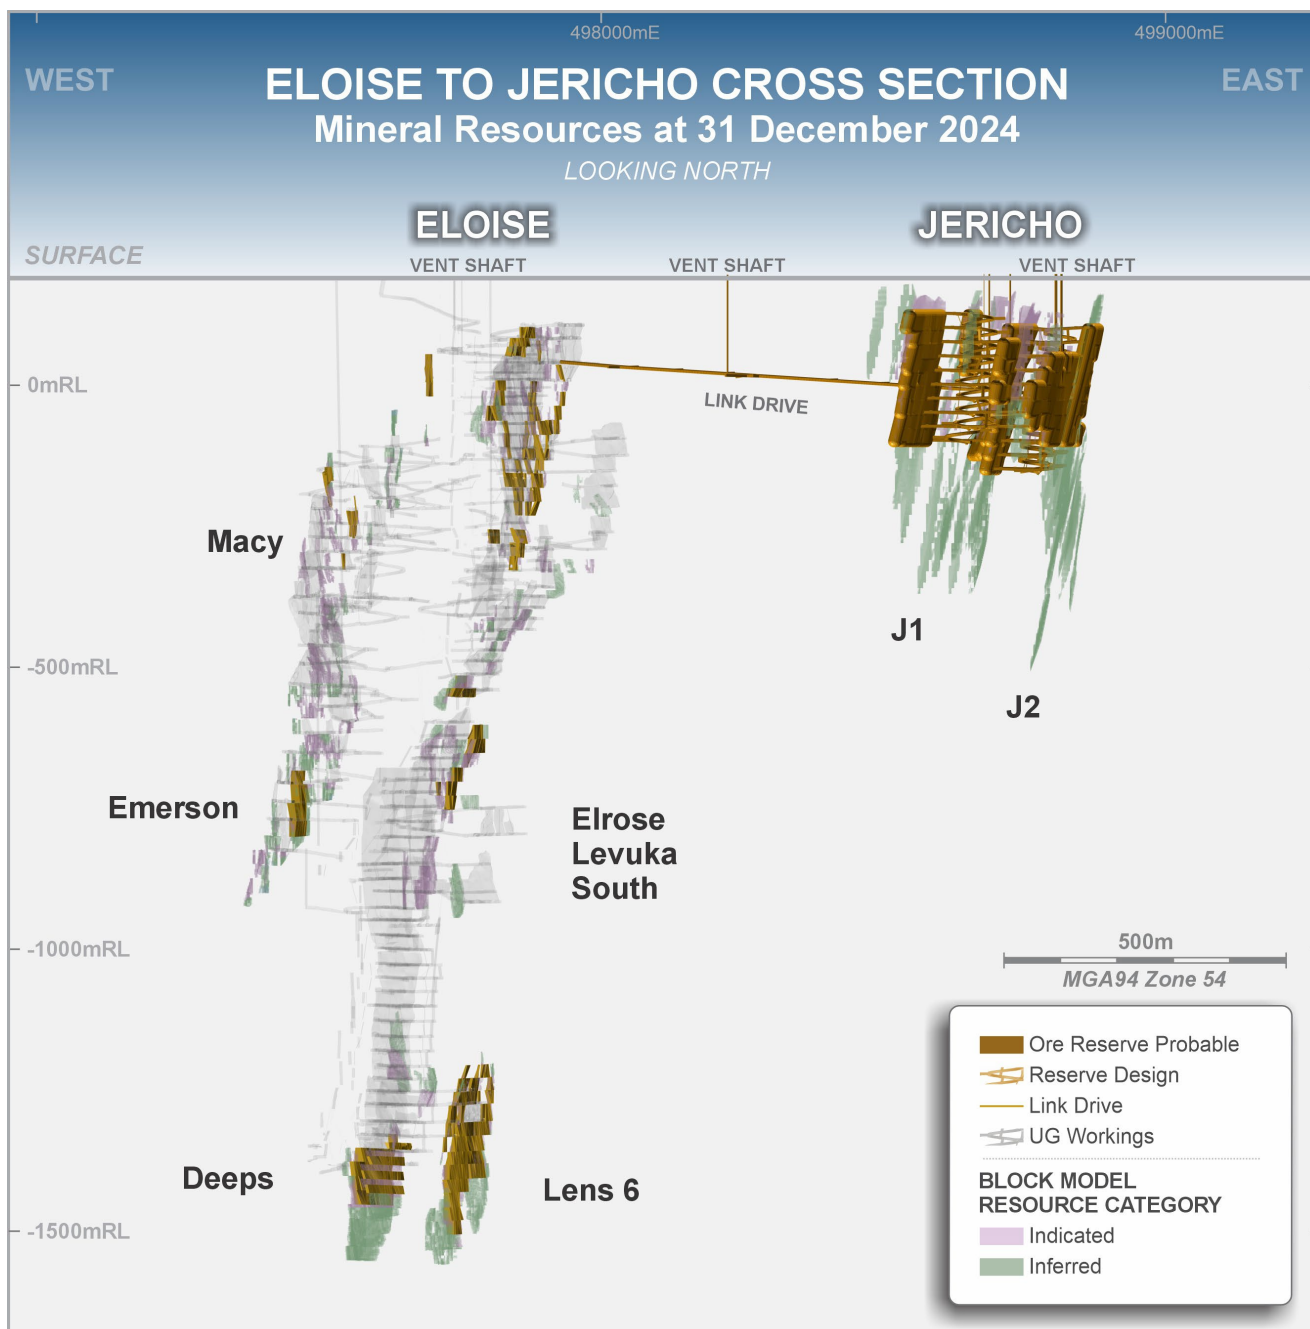 498000mE
499000mE
WEST
EAST
ELOISE TO JERICHO CROSS SECTION
Mineral Resources at 31 December 2024
LOOKING NORTH
ELOISE
JERICHO
SURFACE
VENT SHAFT
VENT SHAFT
VENT SHAFT
0mRL
LINK DRIVE
Macy
J1
-500mRL
J2
Emerson
Elrose
Levuka
South
-1000mRL
500m
MGA94 Zone 54
Ore Reserve Probable
Reserve Design
Link Drive
UG Workings
BLOCK MODEL
RESOURCE CATEGORY
Indicated
Inferred
Deeps
Lens 6
-1500mRL